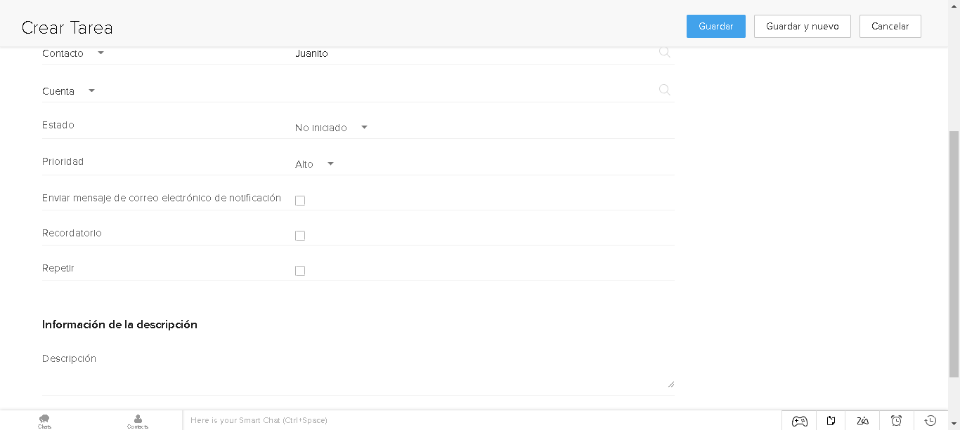 Crear Tarea
Guardar Guardar y nuevo Cancelar
Contacto Juanito
Cuenta
Estado No iniciado
Prioridad Alto
Enviar mensaje de correo electrónico de notificación
Recordatorio
Repetir
Información de la descripción
Descripción
Chats Contacts Here is your Smart Chat (Ctrl+Space)